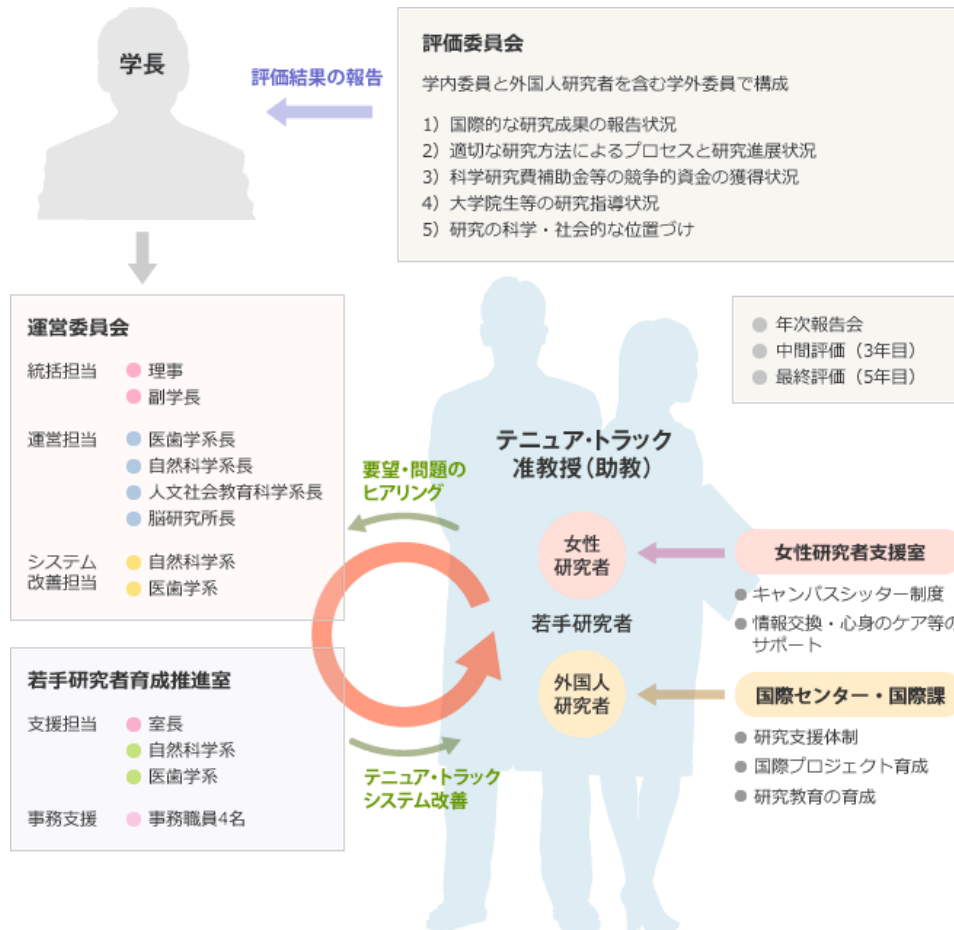 学長
評価結果の報告
評価委員会
学内委員と外国人研究者を含む学外委員で構成
1）国際的な研究成果の報告状況
2）適切な研究方法によるプロセスと研究進展状況
3）科学研究費補助金等の競争的資金の獲得状況
4）大学院生等の研究指導状況
5）研究の科学・社会的な位置づけ
運営委員会
統括担当
理事
副学長
運営担当
医歯学系長
自然科学系長
人文社会教育科学系長
脳研究所長
システム
改善担当
自然科学系
医歯学系
若手研究者育成推進室
支援担当
室長
自然科学系
医歯学系
事務支援
事務職員4名
要望・問題の
ヒアリング
テニュア・トラック
システム改善
年次報告会
中間評価（3年目）
最終評価（5年目）
テニュア・トラック
准教授（助教）
女性
研究者
若手研究者
外国人
研究者
女性研究者支援室
キャンパスシッター制度
情報交換・心身のケア等の
サポート
国際センター・国際課
研究支援体制
国際プロジェクト育成
研究教育の育成